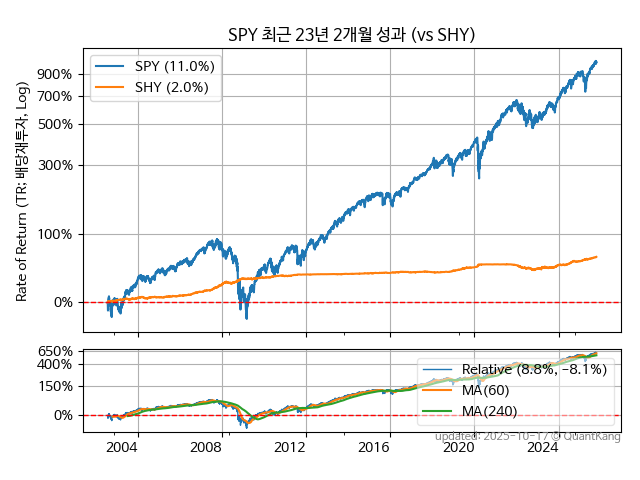 SPY 최근 23년 2개월 성과 (vs SHY)
Rate of Return (TR; 배당재투자, Log)
900%
700%
500%
300%
100%
0%
SPY (11.0%)
SHY (2.0%)
650%
400%
150%
0%
Relative (8.8%, −8.1%)
MA(60)
MA(240)
2004
2008
2012
2016
2020
2024
updated: 2025-10-17 © QuantKang